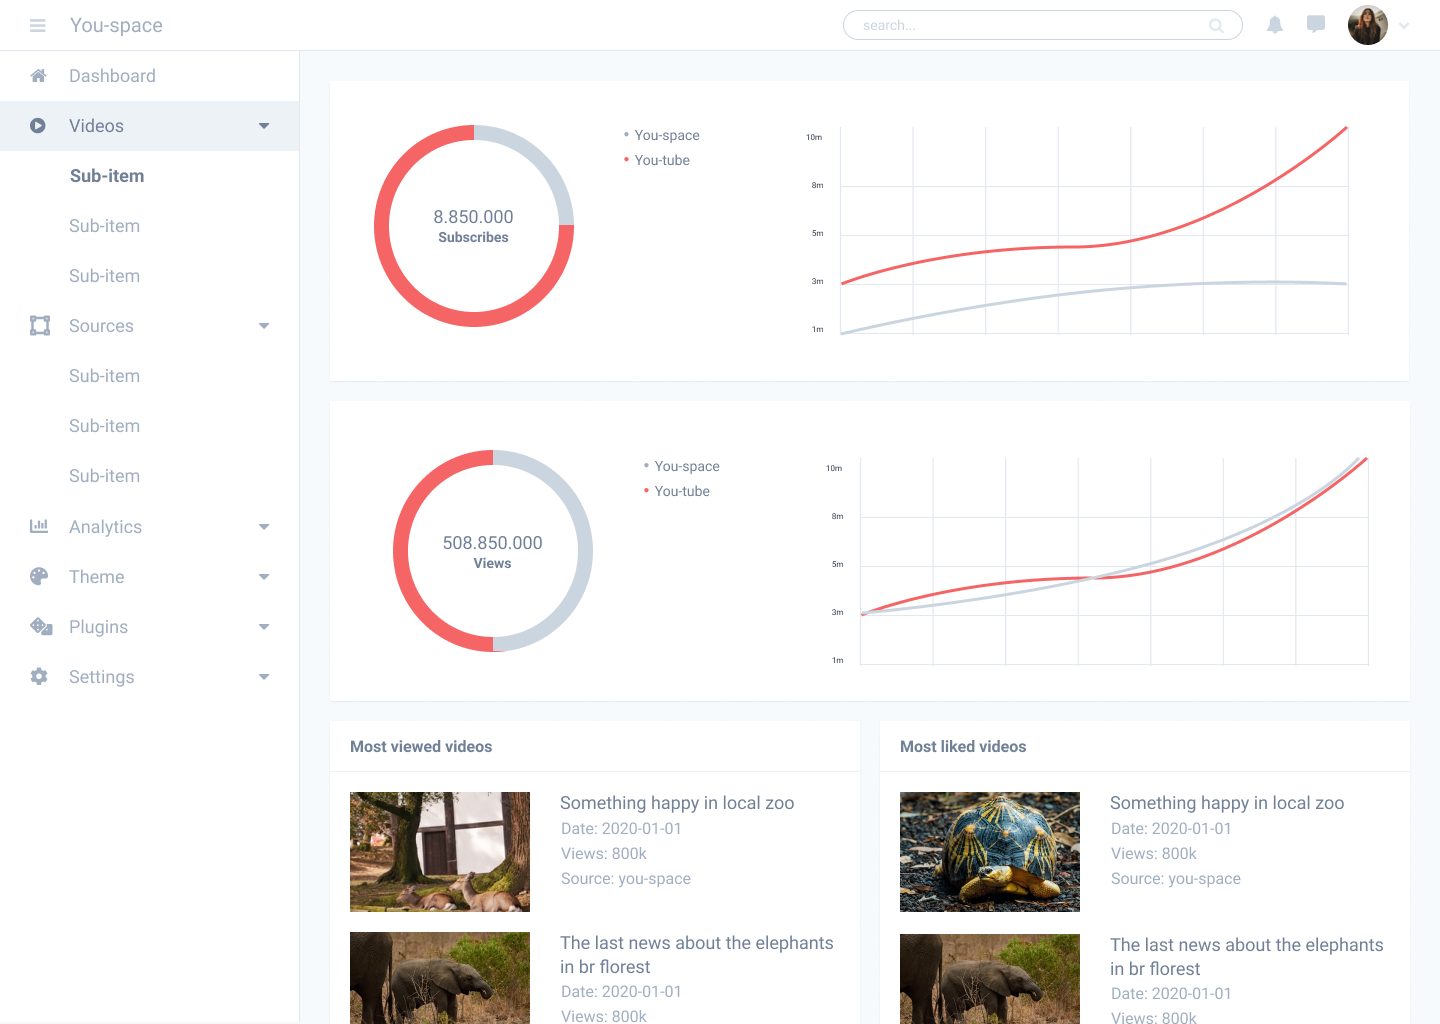 You-space
search...
Dashboard
Videos
Sub-item
Sub-item
Sub-item
Sources
Sub-item
Sub-item
Sub-item
Analytics
Theme
Plugins
Settings
8.850.000
Subscribes
You-space
You-tube
10m
8m
5m
3m
1m
508.850.000
Views
You-space
You-tube
10m
8m
5m
3m
1m
Most viewed videos
Something happy in local zoo
Date: 2020-01-01
Views: 800k
Source: you-space
The last news about the elephants
in br florest
Date: 2020-01-01
Views: 800k
Most liked videos
Something happy in local zoo
Date: 2020-01-01
Views: 800k
Source: you-space
The last news about the elephants
in br florest
Date: 2020-01-01
Views: 800k